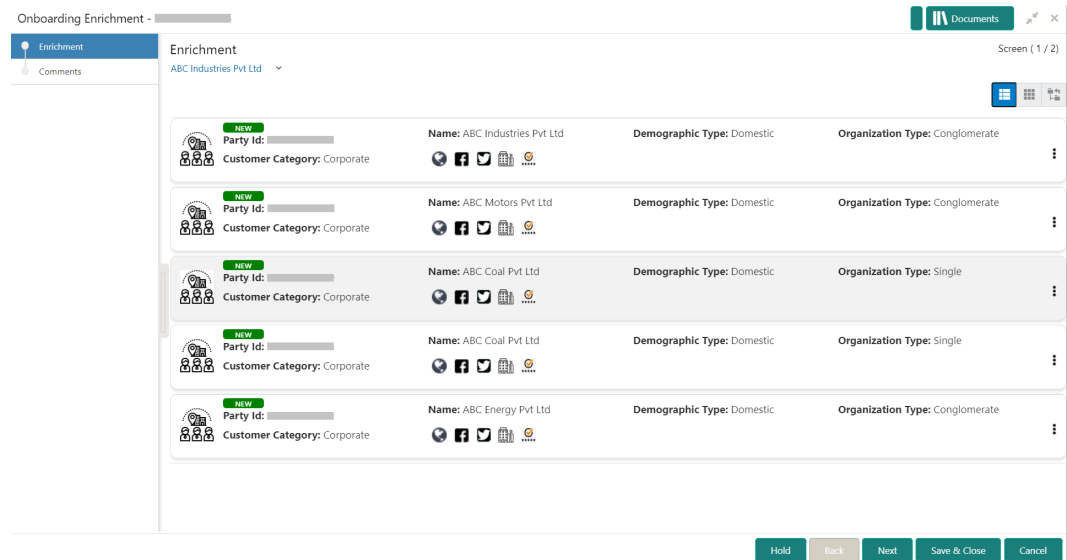 Onboarding Enrichment -
Documents
Enrichment
Comments
Enrichment
Screen ( 1 / 2)
ABC Industries Pvt Ltd
NEW
Party Id:
Name: ABC Industries Pvt Ltd
Demographic Type: Domestic
Organization Type: Conglomerate
Customer Category: Corporate
NEW
Party Id:
Name: ABC Motors Pvt Ltd
Demographic Type: Domestic
Organization Type: Conglomerate
Customer Category: Corporate
NEW
Party Id:
Name: ABC Coal Pvt Ltd
Demographic Type: Domestic
Organization Type: Single
Customer Category: Corporate
NEW
Party Id:
Name: ABC Coal Pvt Ltd
Demographic Type: Domestic
Organization Type: Single
Customer Category: Corporate
NEW
Party Id:
Name: ABC Energy Pvt Ltd
Demographic Type: Domestic
Organization Type: Conglomerate
Customer Category: Corporate
Hold
Back
Next
Save & Close
Cancel